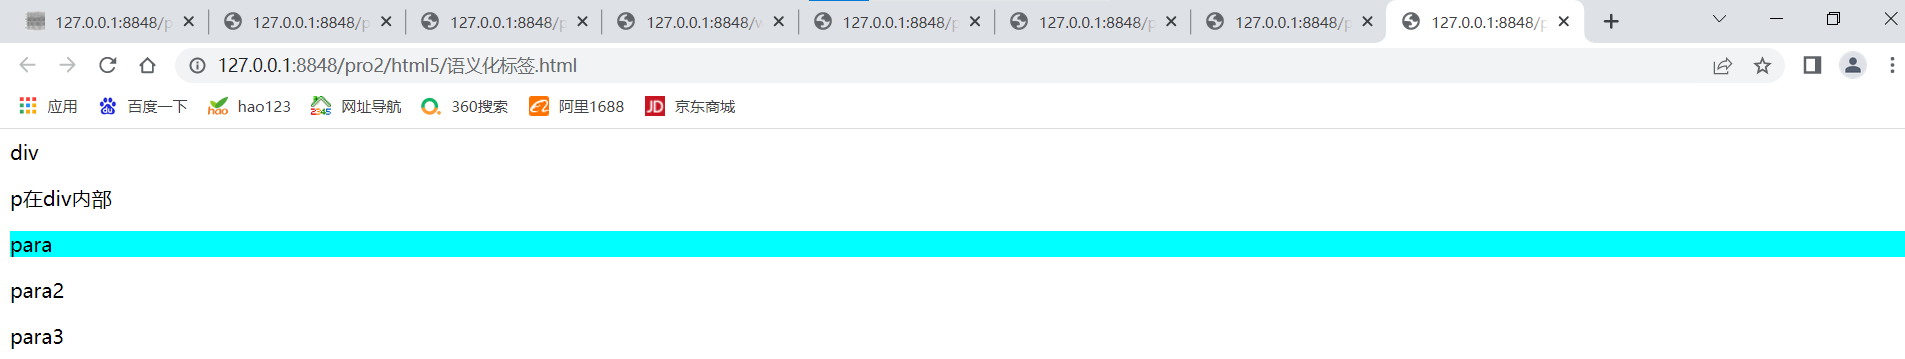 127.0.0.1:8848/p 127.0.0.1:8848/p 127.0.0.1:8848/p 127.0.0.1:8848/w 127.0.0.1:8848/p 127.0.0.1:8848/p 127.0.0.1:8848/p 127.0.0.1:8848/p
127.0.0.1:8848/pro2/html5/语义化标签.html
应用 百度一下 hao hao123 2345 网址导航 360搜索 阿里1688 JD 京东商城
div
p在div内部
para
para2
para3